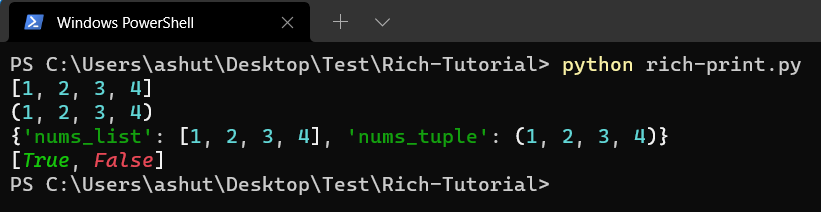 Windows PowerShell
PS C:\Users\ashut\Desktop\Test\Rich-Tutorial> python rich-print.py
[1, 2, 3, 4]
(1, 2, 3, 4)
{'nums_list': [1, 2, 3, 4], 'nums_tuple': (1, 2, 3, 4)}
[True, False]
PS C:\Users\ashut\Desktop\Test\Rich-Tutorial>